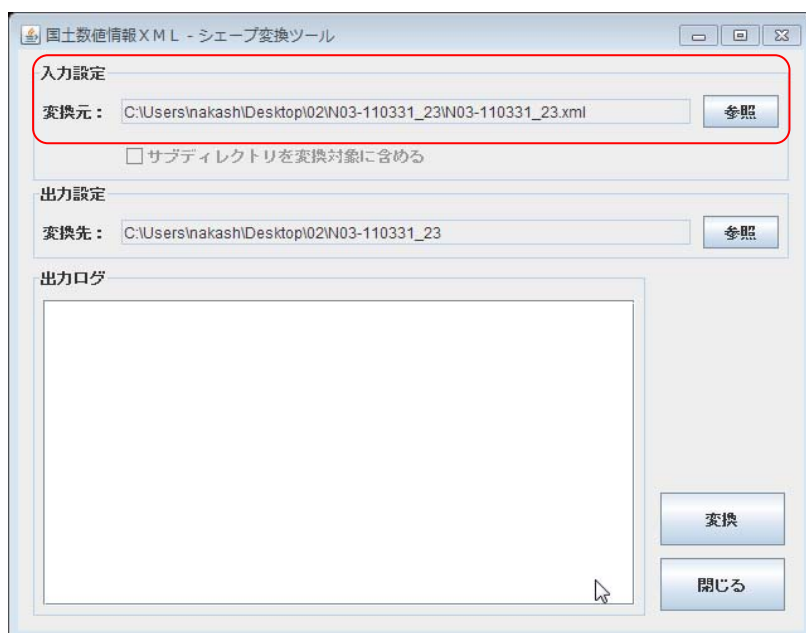 国土数値情報ＸＭＬ - シェープ変換ツール
入力設定
変換元： C:\Users\nakash\Desktop\02\N03-110331_23\N03-110331_23.xml 参照
サブディレクトリを変換対象に含める
出力設定
変換先： C:\Users\nakash\Desktop\02\N03-110331_23 参照
出力ログ
変換
閉じる